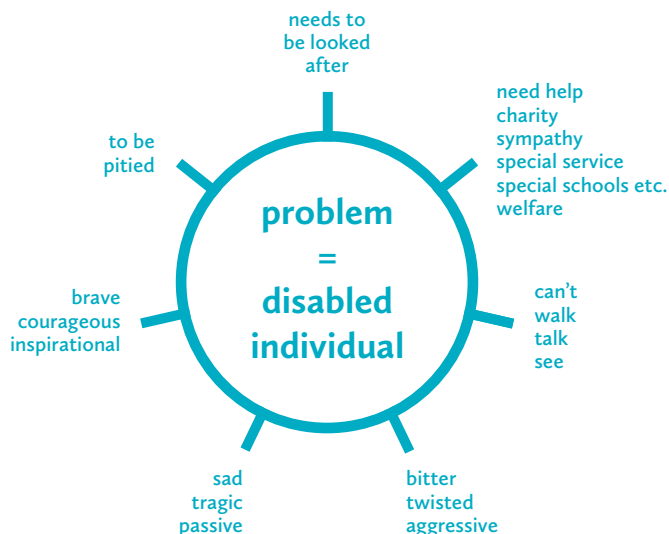 needs to
be looked
after
need help
charity
sympathy
special service
special schools etc.
welfare
to be
pitied
problem
=
disabled
individual
brave
courageous
inspirational
can't
walk
talk
see
sad
tragic
passive
bitter
twisted
aggressive